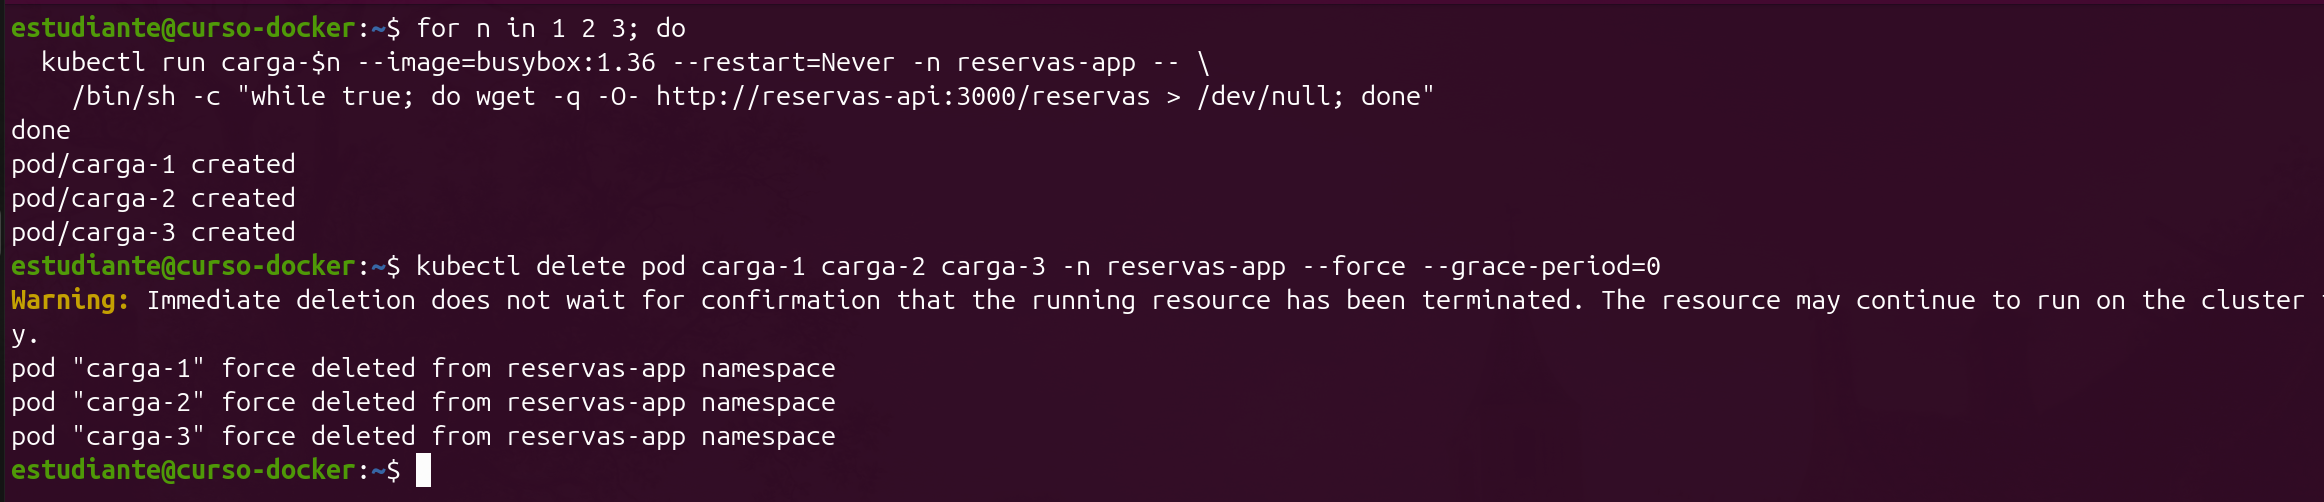 estudiante@curso-docker:~$ for n in 1 2 3; do
  kubectl run carga-$n --image=busybox:1.36 --restart=Never -n reservas-app -- \
    /bin/sh -c "while true; do wget -q -O- http://reservas-api:3000/reservas > /dev/null; done"
done
pod/carga-1 created
pod/carga-2 created
pod/carga-3 created
estudiante@curso-docker:~$ kubectl delete pod carga-1 carga-2 carga-3 -n reservas-app --force --grace-period=0
Warning: Immediate deletion does not wait for confirmation that the running resource has been terminated. The resource may continue to run on the cluster
y.
pod "carga-1" force deleted from reservas-app namespace
pod "carga-2" force deleted from reservas-app namespace
pod "carga-3" force deleted from reservas-app namespace
estudiante@curso-docker:~$